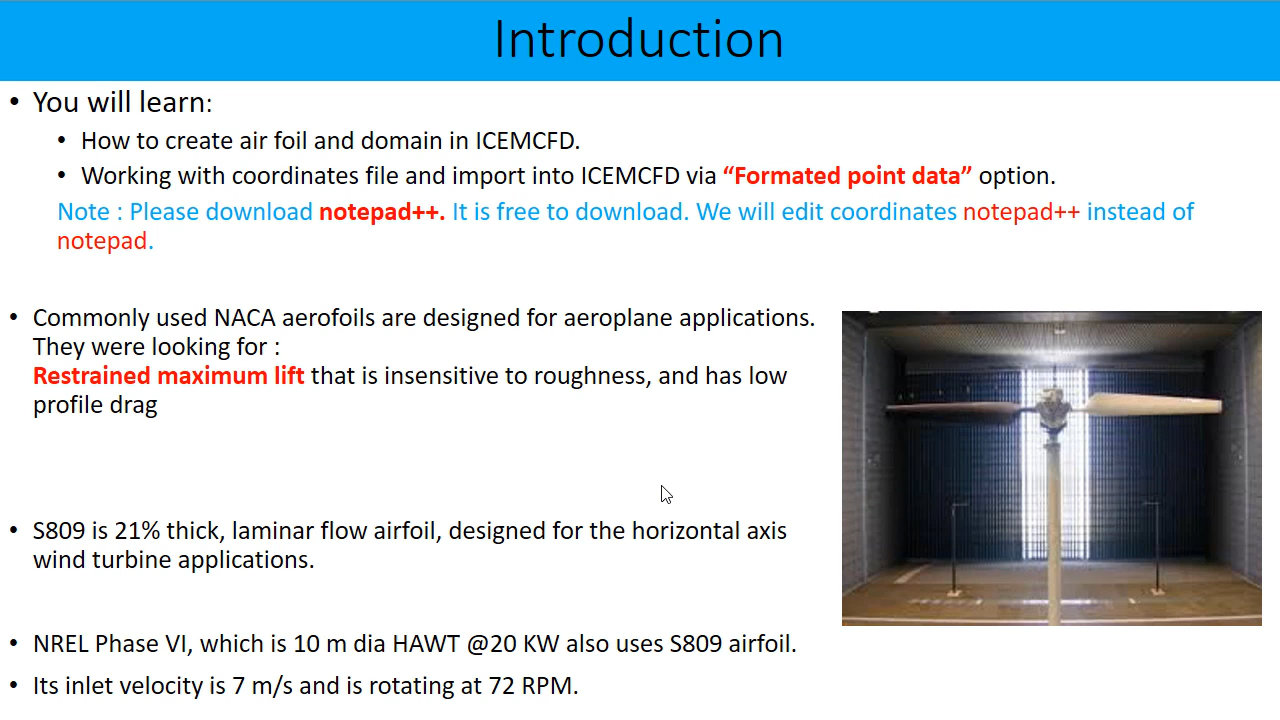 Introduction
• You will learn:
• How to create air foil and domain in ICEMCFD.
• Working with coordinates file and import into ICEMCFD via “Formated point data” option.
Note : Please download notepad++. It is free to download. We will edit coordinates notepad++ instead of
notepad.
• Commonly used NACA aerofoils are designed for aeroplane applications.
They were looking for :
Restrained maximum lift that is insensitive to roughness, and has low
profile drag
• S809 is 21% thick, laminar flow airfoil, designed for the horizontal axis
wind turbine applications.
• NREL Phase VI, which is 10 m dia HAWT @20 KW also uses S809 airfoil.
• Its inlet velocity is 7 m/s and is rotating at 72 RPM.